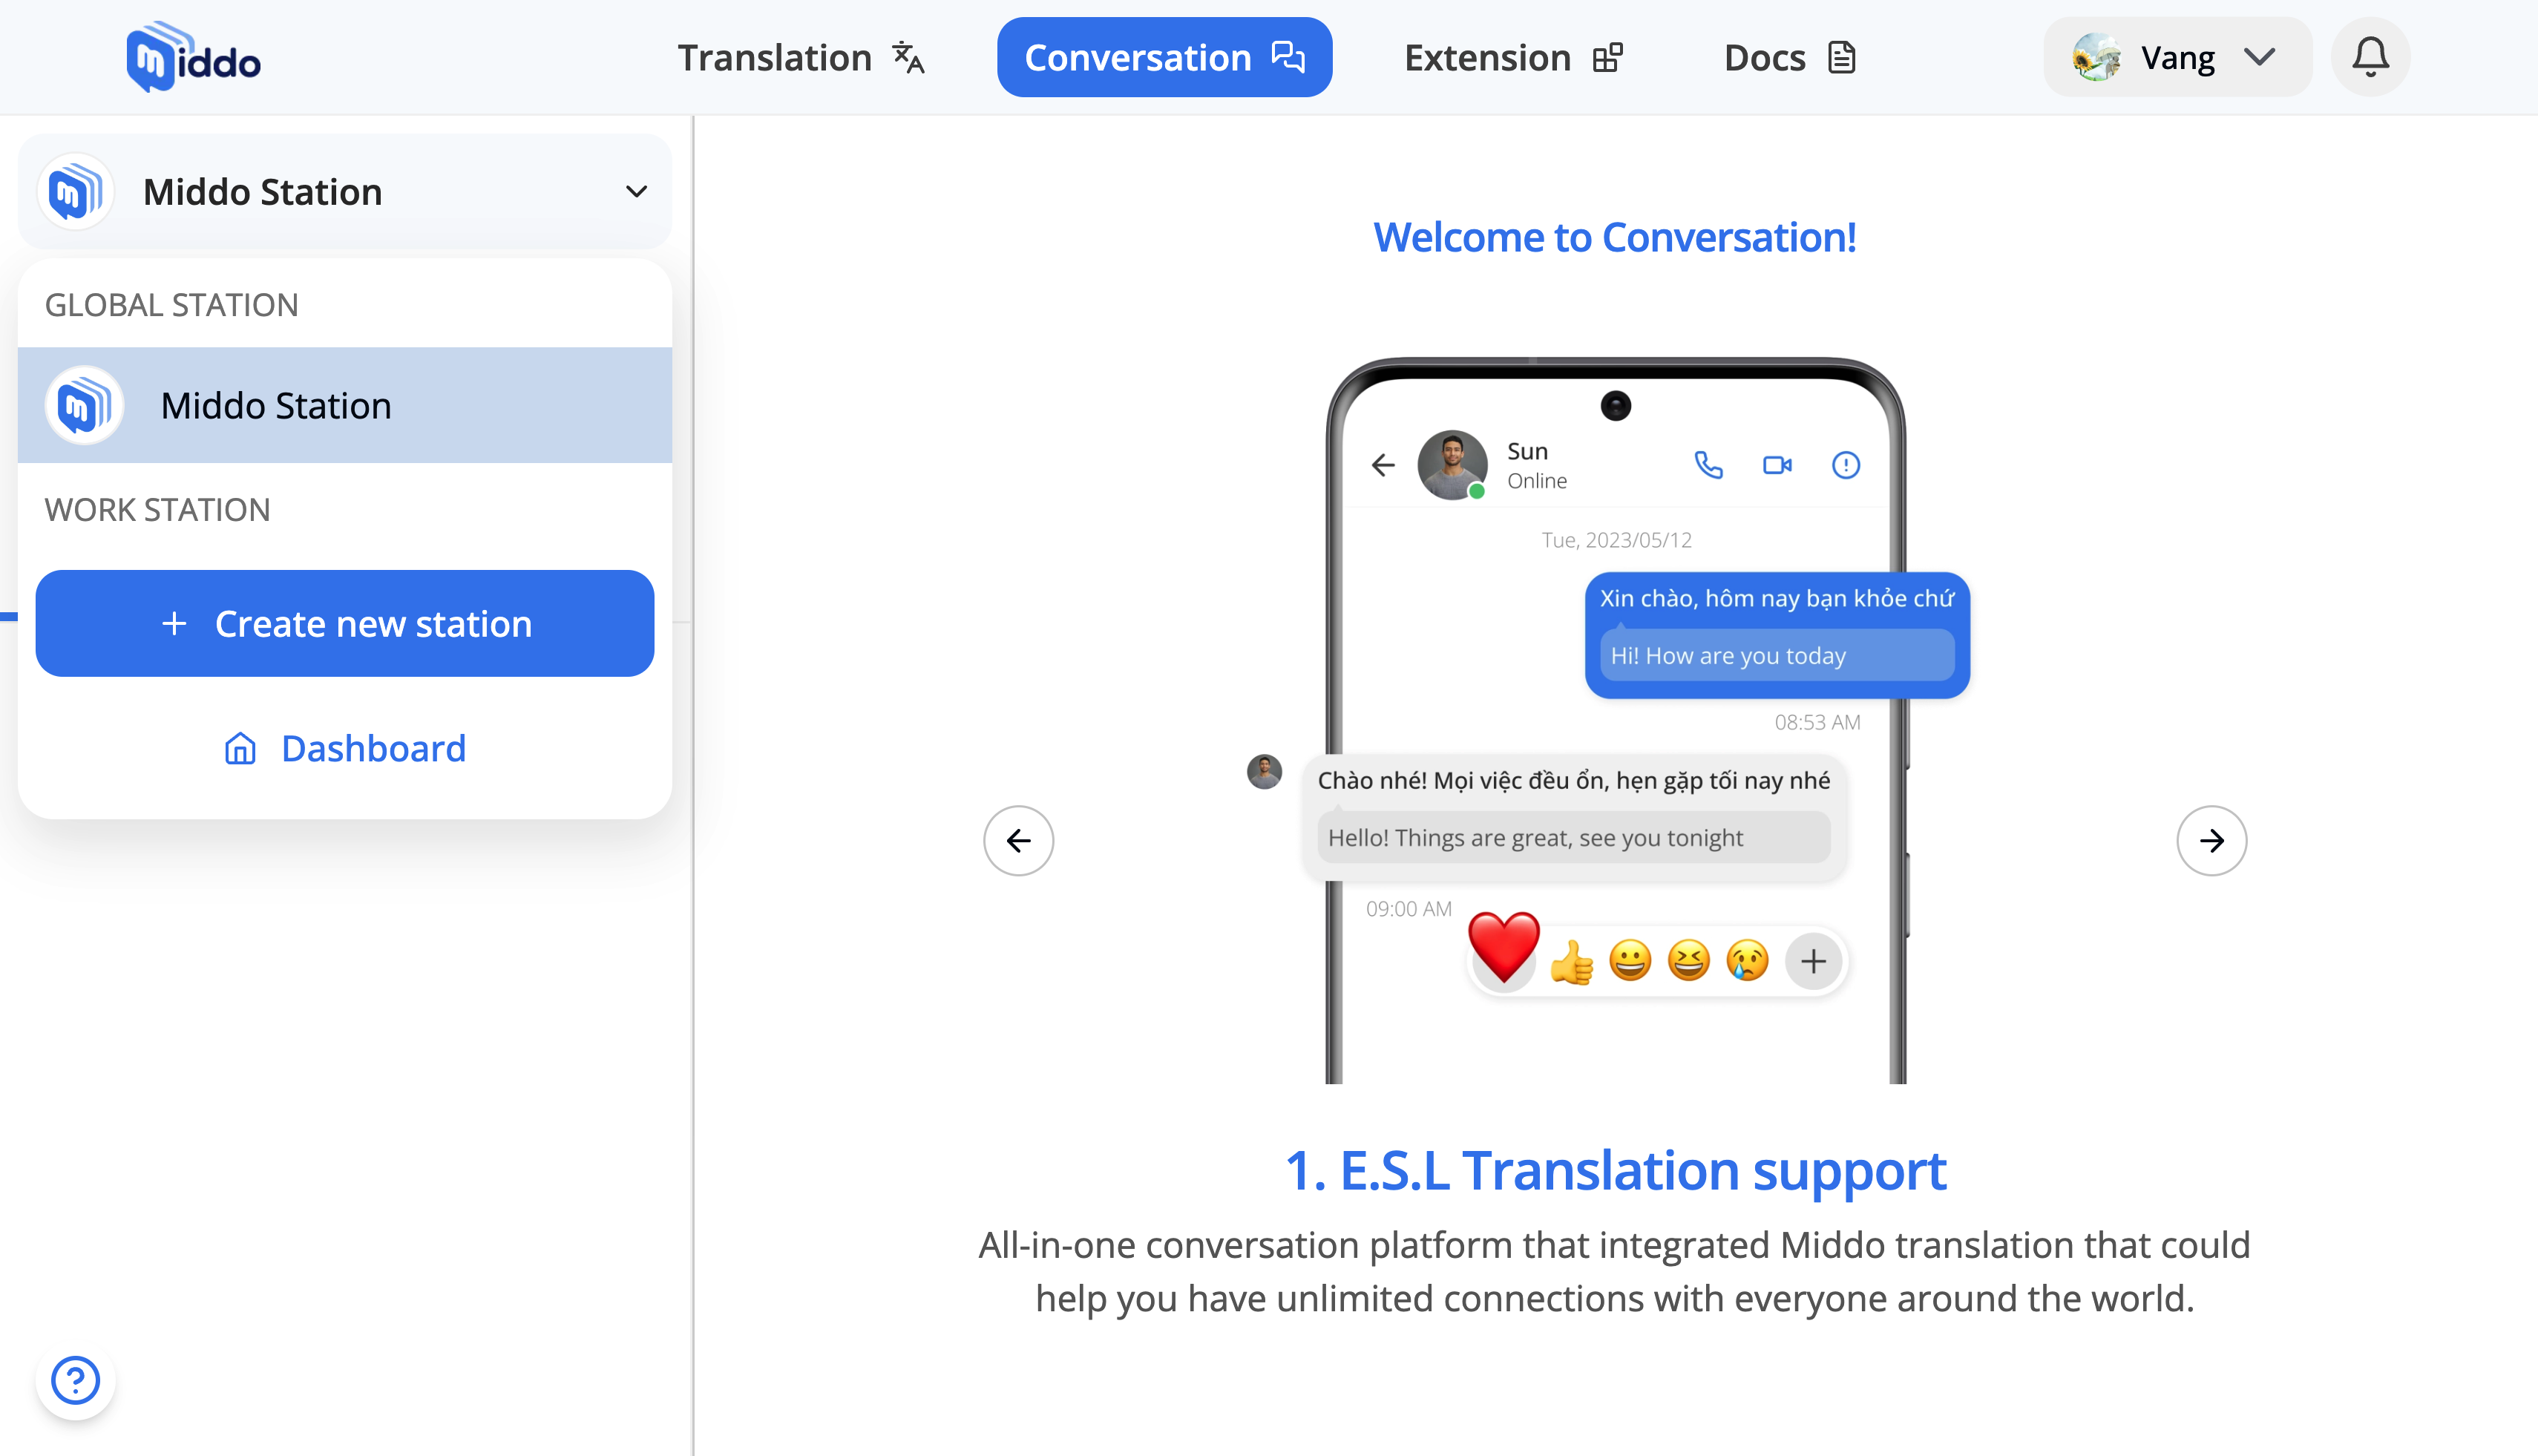 middo
Translation
Conversation
Extension
Docs
Vang
Middo Station
GLOBAL STATION
Middo Station
WORK STATION
+ Create new station
Dashboard
Welcome to Conversation!
Sun
Online
Tue, 2023/05/12
Xin chào, hôm nay bạn khỏe chứ
Hi! How are you today
08:53 AM
Chào nhé! Mọi việc đều ổn, hẹn gặp tối nay nhé
Hello! Things are great, see you tonight
09:00 AM
1. E.S.L Translation support
All-in-one conversation platform that integrated Middo translation that could
help you have unlimited connections with everyone around the world.